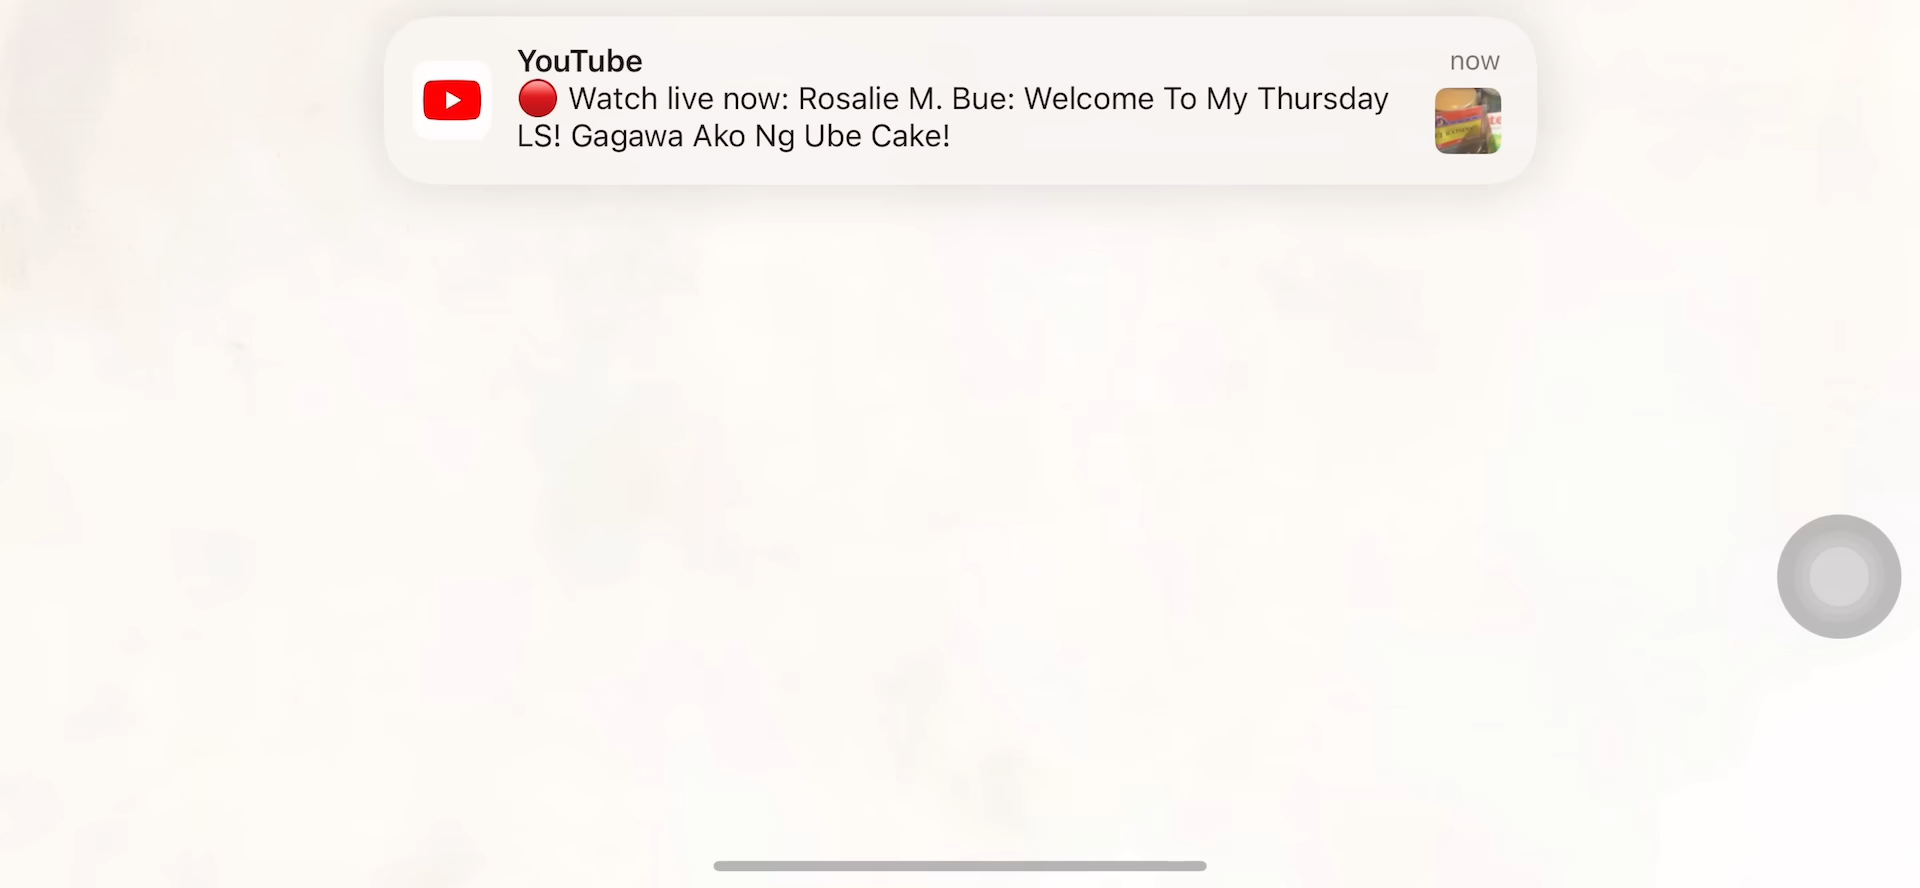 YouTube
now
🔴 Watch live now: Rosalie M. Bue: Welcome To My Thursday
LS! Gagawa Ako Ng Ube Cake!